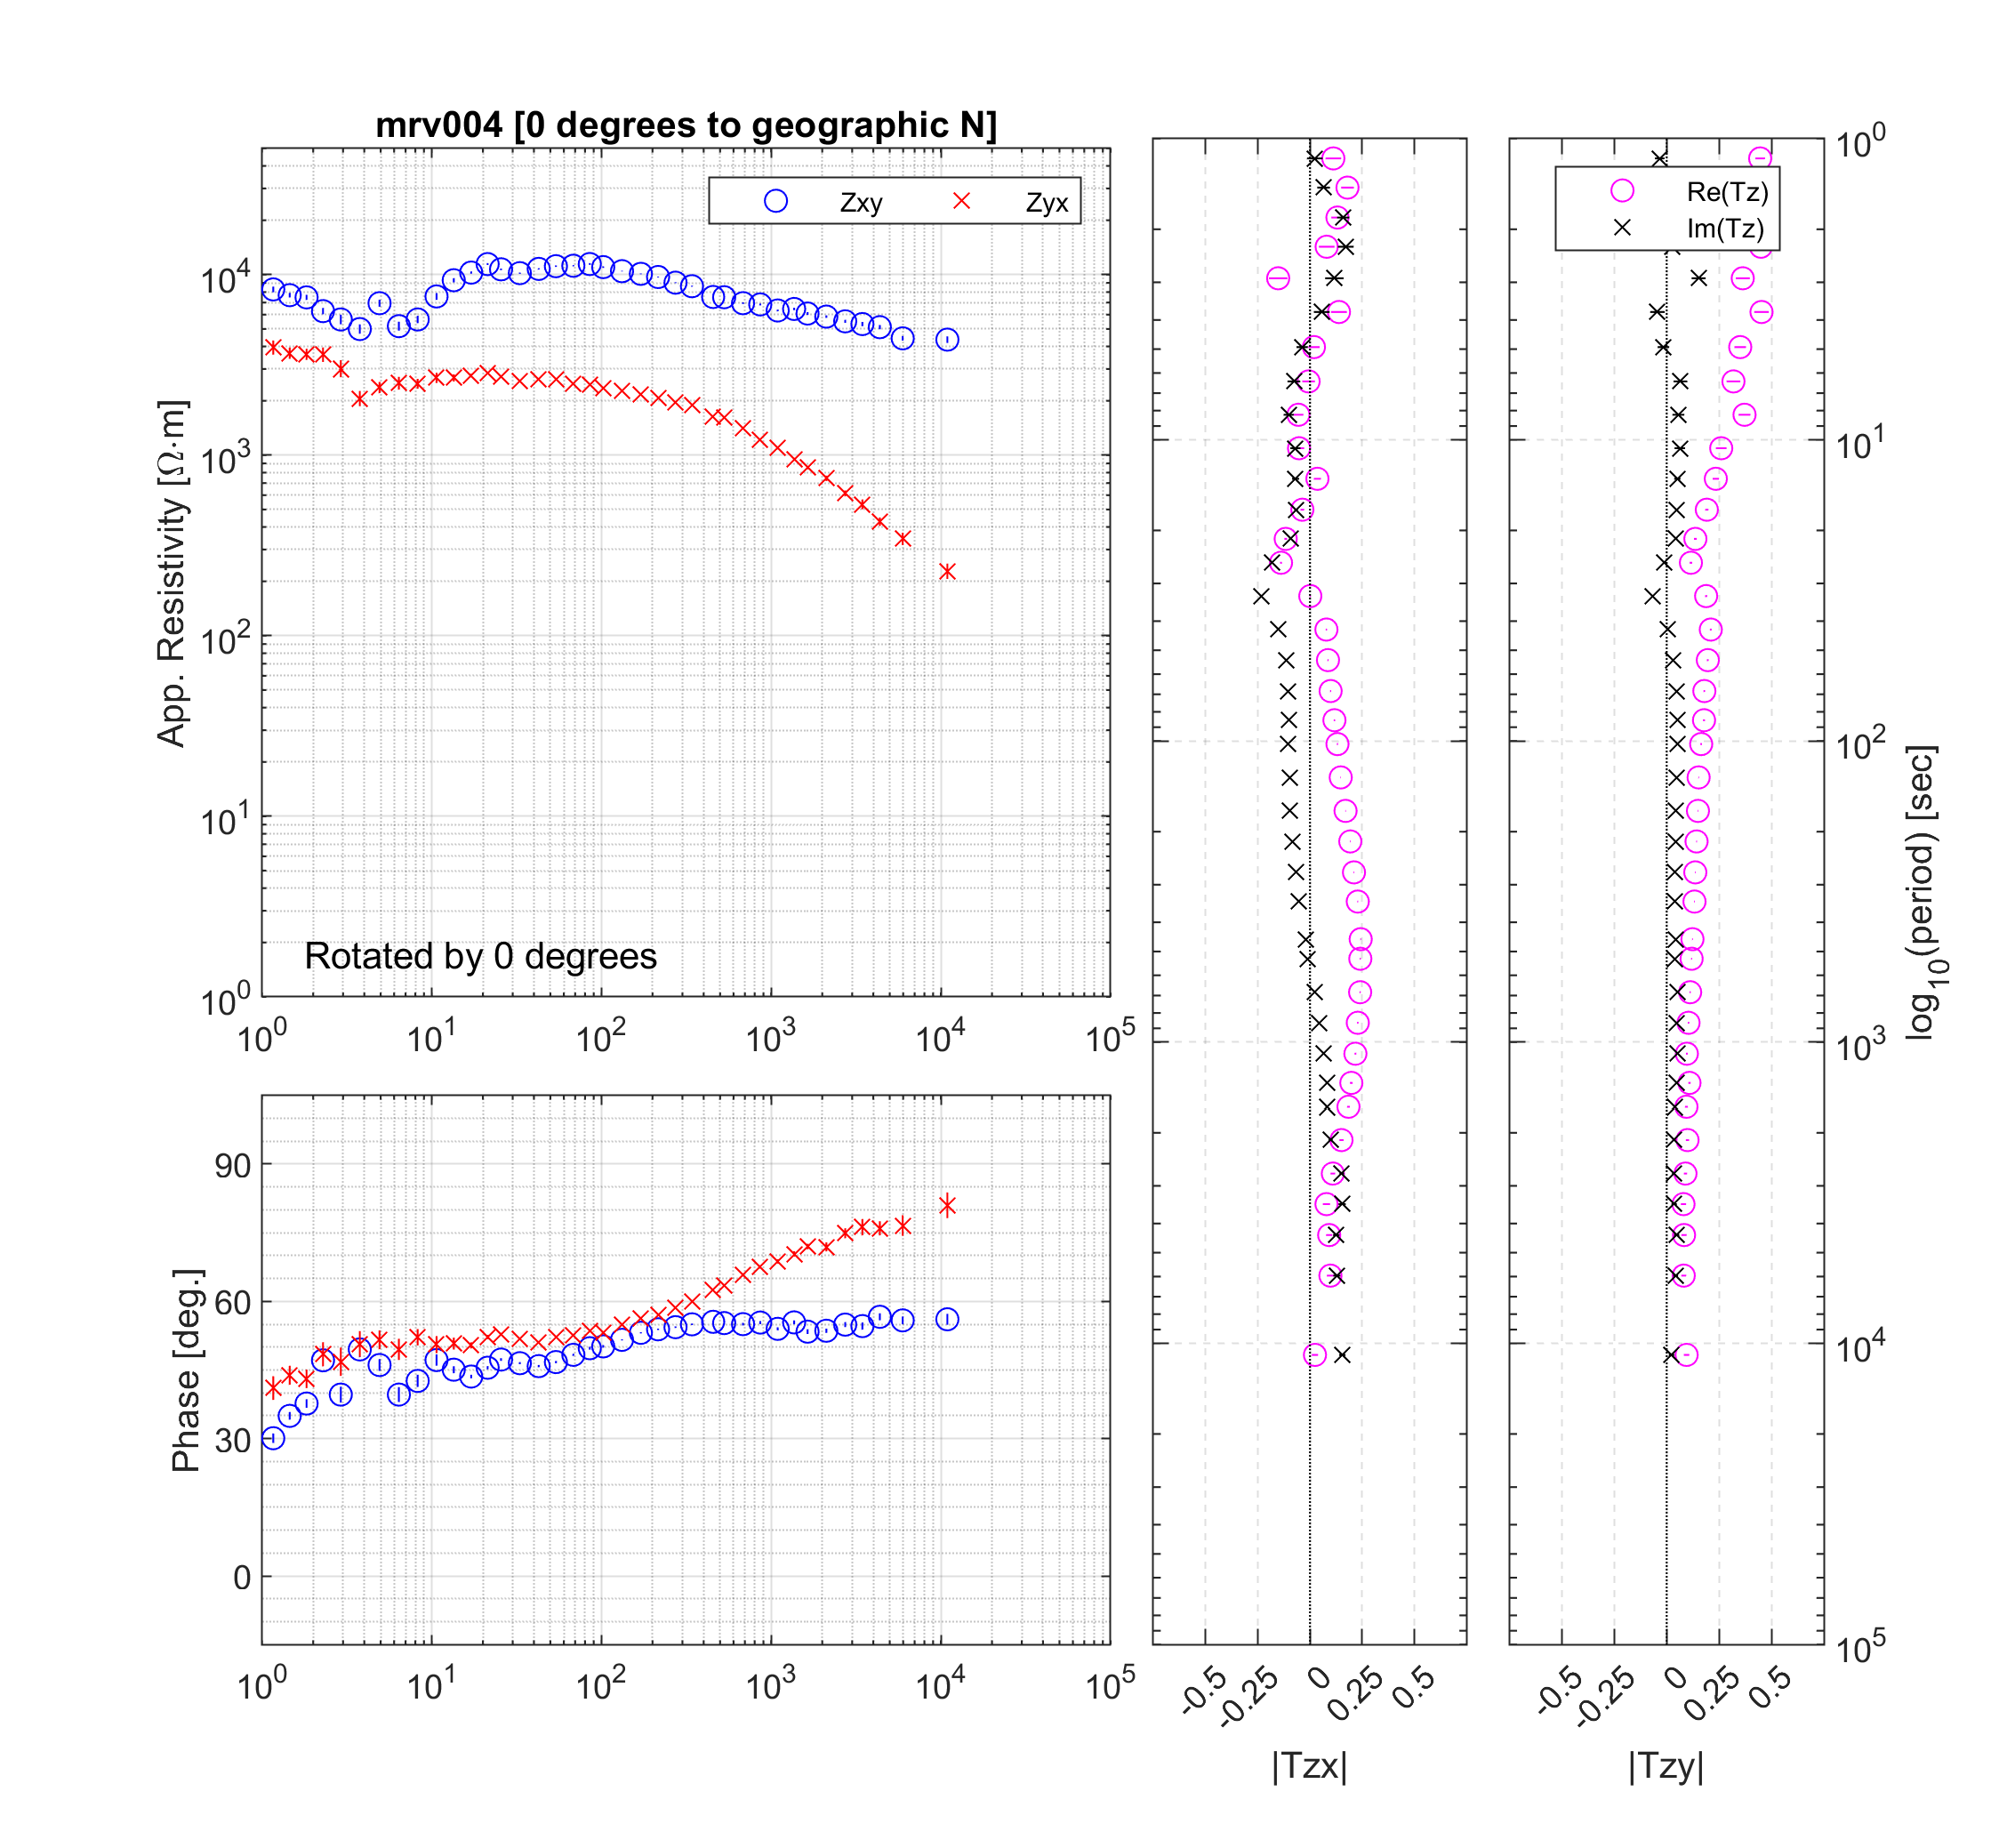 mrv004 [0 degrees to geographic N]
Zxy Zyx
App. Resistivity [Ω·m]
10^4
10^3
10^2
10^1
10^0
Rotated by 0 degrees
10^0 10^1 10^2 10^3 10^4 10^5
Phase [deg.]
90
60
30
0
10^0 10^1 10^2 10^3 10^4 10^5
-0.5 -0.25 0 0.25 0.5
|Tzx|
Re(Tz)
Im(Tz)
-0.5 -0.25 0 0.25 0.5
|Tzy|
10^0
10^1
10^2
10^3
10^4
10^5
log_10(period) [sec]